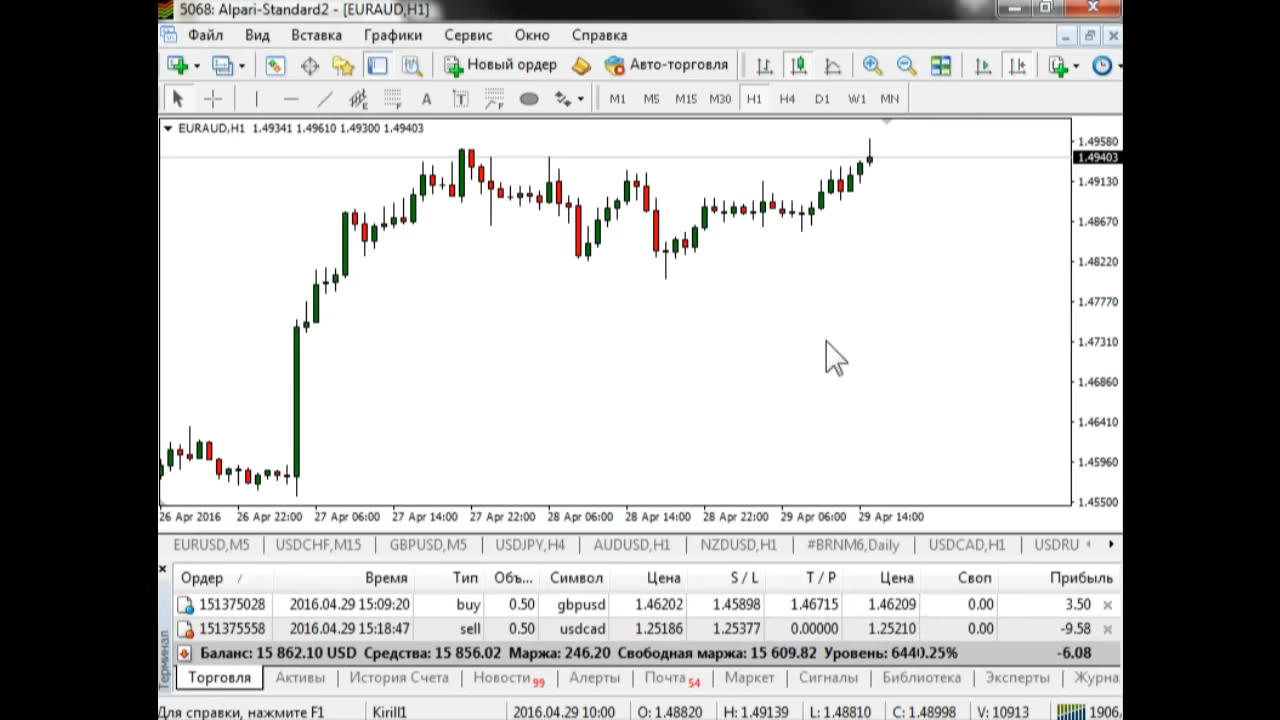 5068: Alpari-Standard2 - [EURAUD,H1]
Файл Вид Вставка Графики Сервис Окно Справка
Новый ордер Авто-торговля
A T M1 M5 M15 M30 H1 H4 D1 W1 MN
EURAUD,H1 1.49341 1.49610 1.49300 1.49403
1.49580
1.49403
1.49130
1.48670
1.48220
1.47770
1.47310
1.46860
1.46410
1.45960
1.45500
26 Apr 2016 26 Apr 22:00 27 Apr 06:00 27 Apr 14:00 27 Apr 22:00 28 Apr 06:00 28 Apr 14:00 28 Apr 22:00 29 Apr 06:00 29 Apr 14:00
EURUSD,M5 USDCHF,M15 GBPUSD,M5 USDJPY,H4 AUDUSD,H1 NZDUSD,H1 #BRNM6,Daily USDCAD,H1 USDRU
Ордер / Время Тип Объ... Символ Цена S / L T / P Цена Своп Прибыль
151375028 2016.04.29 15:09:20 buy 0.50 gbpusd 1.46202 1.45898 1.46715 1.46209 0.00 3.50
151375558 2016.04.29 15:18:47 sell 0.50 usdcad 1.25186 1.25377 0.00000 1.25210 0.00 -9.58
Баланс: 15 862.10 USD Средства: 15 856.02 Маржа: 246.20 Свободная маржа: 15 609.82 Уровень: 6440.25% -6.08
Терминал
Торговля Активы История Счета Новости 99 Алерты Почта 54 Маркет Сигналы Библиотека Эксперты Журна
Для справки, нажмите F1 Kirill1 2016.04.29 10:00 O: 1.48820 H: 1.49139 L: 1.48810 C: 1.48998 V: 10913 1906